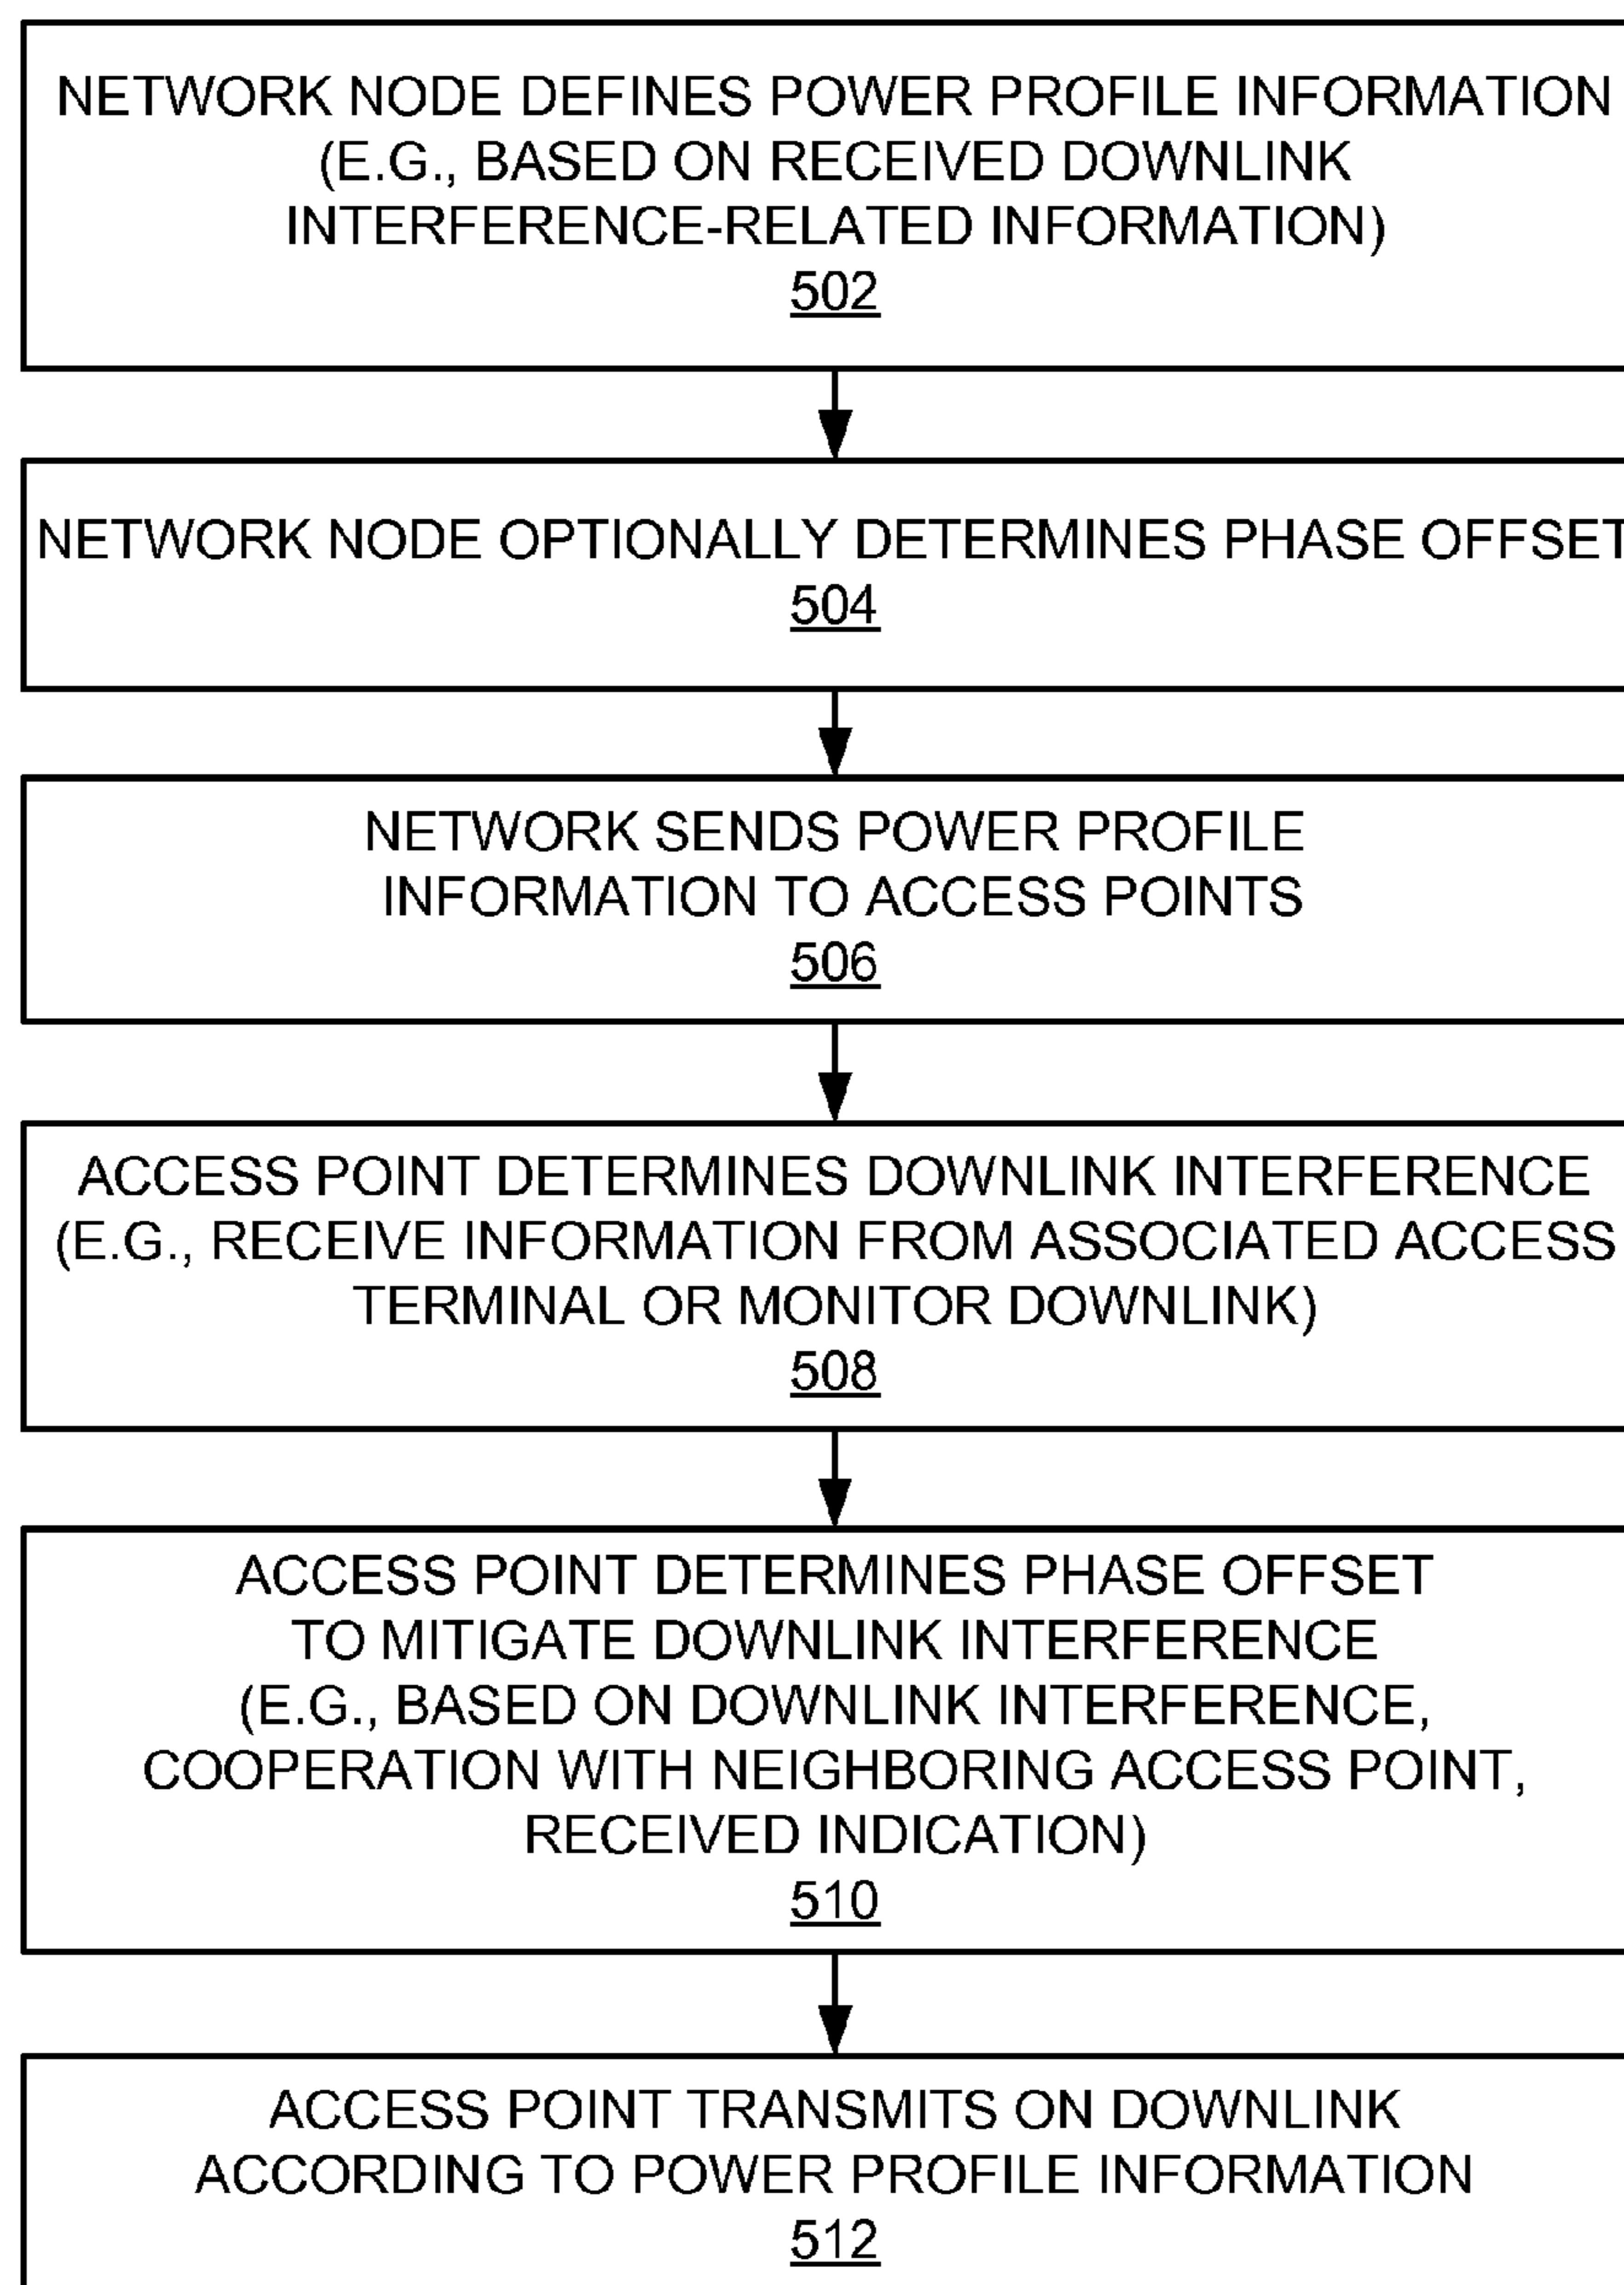 NETWORK NODE DEFINES POWER PROFILE INFORMATION
(E.G., BASED ON RECEIVED DOWNLINK
INTERFERENCE-RELATED INFORMATION)
502
NETWORK NODE OPTIONALLY DETERMINES PHASE OFFSET
504
NETWORK SENDS POWER PROFILE
INFORMATION TO ACCESS POINTS
506
ACCESS POINT DETERMINES DOWNLINK INTERFERENCE
(E.G., RECEIVE INFORMATION FROM ASSOCIATED ACCESS
TERMINAL OR MONITOR DOWNLINK)
508
ACCESS POINT DETERMINES PHASE OFFSET
TO MITIGATE DOWNLINK INTERFERENCE
(E.G., BASED ON DOWNLINK INTERFERENCE,
COOPERATION WITH NEIGHBORING ACCESS POINT,
RECEIVED INDICATION)
510
ACCESS POINT TRANSMITS ON DOWNLINK
ACCORDING TO POWER PROFILE INFORMATION
512